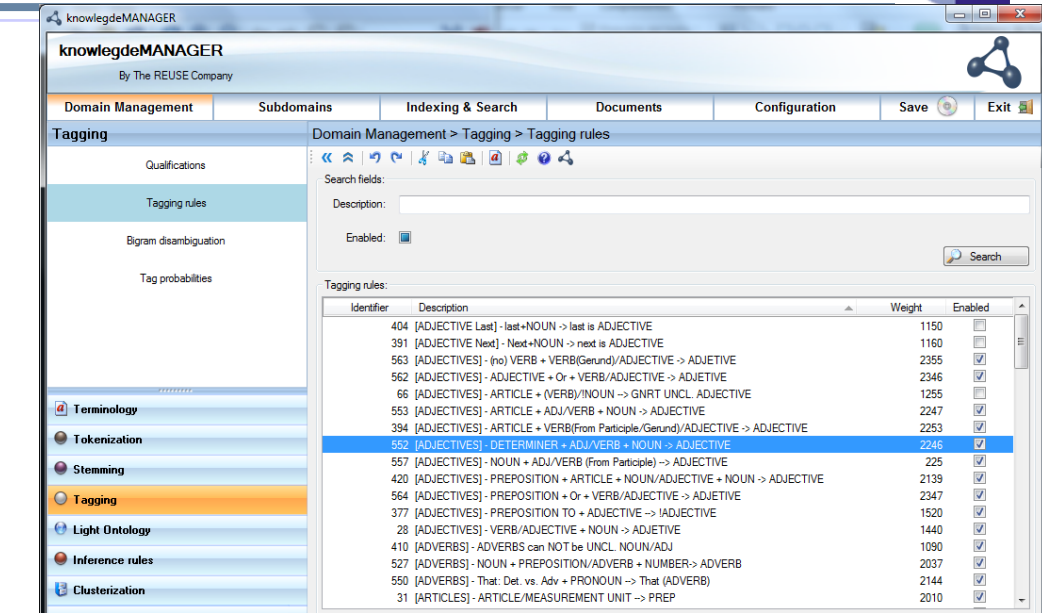 knowlegdeMANAGER
knowlegdeMANAGER
By The REUSE Company
Domain Management Subdomains Indexing & Search Documents Configuration Save Exit
Tagging
Domain Management > Tagging > Tagging rules
Qualifications
Tagging rules
Bigram disambiguation
Tag probabilities
Search fields:
Description:
Enabled:
Search
Tagging rules:
Identifier Description Weight Enabled
404 [ADJECTIVE Last] - last+NOUN -> last is ADJECTIVE 1150
391 [ADJECTIVE Next] - Next+NOUN -> next is ADJECTIVE 1160
563 [ADJECTIVES] - (no) VERB + VERB(Gerund)/ADJECTIVE -> ADJETIVE 2355
562 [ADJECTIVES] - ADJECTIVE + Or + VERB/ADJECTIVE -> ADJETIVE 2346
66 [ADJECTIVES] - ARTICLE + (VERB)/!NOUN --> GNRT UNCL. ADJECTIVE 1255
553 [ADJECTIVES] - ARTICLE + ADJ/VERB + NOUN -> ADJECTIVE 2247
394 [ADJECTIVES] - ARTICLE + VERB(From Participle/Gerund)/ADJECTIVE -> ADJECTIVE 2253
552 [ADJECTIVES] - DETERMINER + ADJ/VERB + NOUN -> ADJECTIVE 2246
557 [ADJECTIVES] - NOUN + ADJ/VERB (From Participle) --> ADJECTIVE 225
420 [ADJECTIVES] - PREPOSITION + ARTICLE + NOUN/ADJECTIVE + NOUN -> ADJECTIVE 2139
564 [ADJECTIVES] - PREPOSITION + Or + VERB/ADJECTIVE -> ADJETIVE 2347
377 [ADJECTIVES] - PREPOSITION TO + ADJECTIVE --> !ADJECTIVE 1520
28 [ADJECTIVES] - VERB/ADJECTIVE + NOUN -> ADJETIVE 1440
410 [ADVERBS] - ADVERBS can NOT be UNCL. NOUN/ADJ 1090
527 [ADVERBS] - NOUN + PREPOSITION/ADVERB + NUMBER-> ADVERB 2037
550 [ADVERBS] - That: Det. vs. Adv + PRONOUN --> That (ADVERB) 2144
31 [ARTICLES] - ARTICLE/MEASUREMENT UNIT --> PREP 2010
Terminology
Tokenization
Stemming
Tagging
Light Ontology
Inference rules
Clusterization